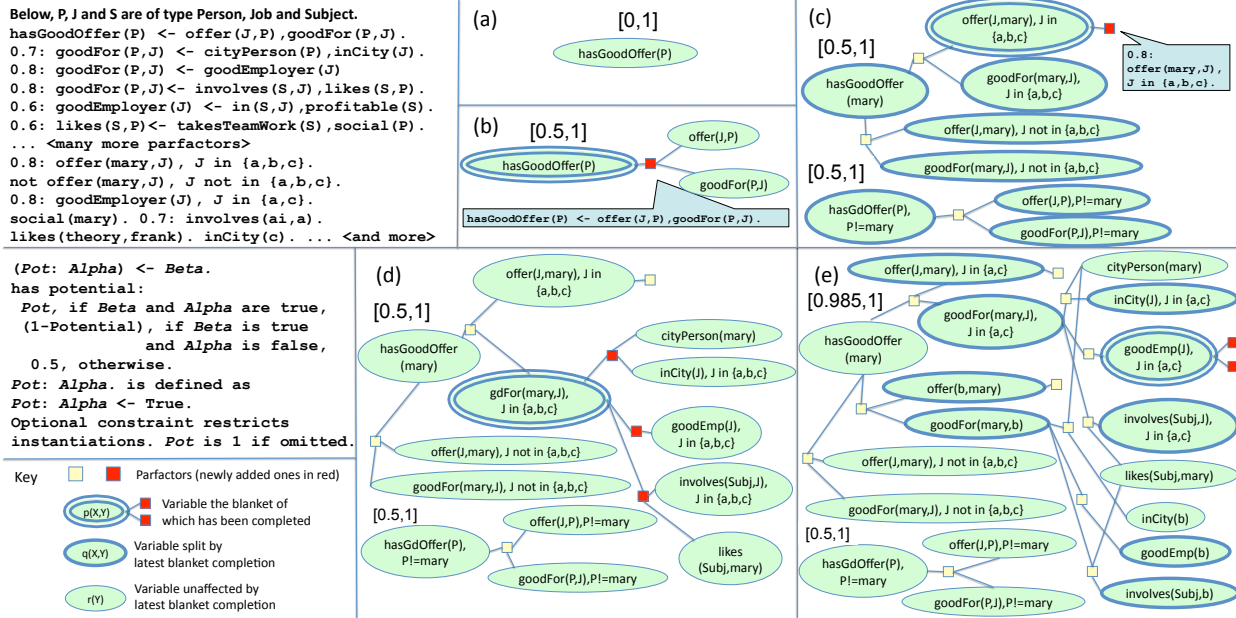 Below, P, J and S are of type Person, Job and Subject.
hasGoodOffer(P) <- offer(J,P),goodFor(P,J).
0.7: goodFor(P,J) <- cityPerson(P),inCity(J).
0.8: goodFor(P,J) <- goodEmployer(J)
0.8: goodFor(P,J)<- involves(S,J),likes(S,P).
0.6: goodEmployer(J) <- in(S,J),profitable(S).
0.6: likes(S,P)<- takesTeamWork(S),social(P).
... <many more parfactors>
0.8: offer(mary,J), J in {a,b,c}.
not offer(mary,J), J not in {a,b,c}.
0.8: goodEmployer(J), J in {a,c}.
social(mary). 0.7: involves(ai,a).
likes(theory,frank). inCity(c). ... <and more>
(Pot: Alpha) <- Beta.
has potential:
Pot, if Beta and Alpha are true,
(1-Potential), if Beta is true
and Alpha is false,
0.5, otherwise.
Pot: Alpha. is defined as
Pot: Alpha <- True.
Optional constraint restricts
instantiations. Pot is 1 if omitted.
Key
Parfactors (newly added ones in red)
p(X,Y)
Variable the blanket of
which has been completed
q(X,Y)
Variable split by
latest blanket completion
r(Y)
Variable unaffected by
latest blanket completion
(a)
[0,1]
hasGoodOffer(P)
(b)
[0.5,1]
offer(J,P)
hasGoodOffer(P)
goodFor(P,J)
hasGoodOffer(P) <- offer(J,P),goodFor(P,J).
(c)
offer(J,mary), J in
{a,b,c}
[0.5,1]
0.8:
offer(mary,J),
J in {a,b,c}.
hasGoodOffer
(mary)
goodFor(mary,J),
J in {a,b,c}
offer(J,mary), J not in {a,b,c}
goodFor(mary,J), J not in {a,b,c}
[0.5,1]
hasGdOffer(P),
P!=mary
offer(J,P),P!=mary
goodFor(P,J),P!=mary
(d)
offer(J,mary), J in
{a,b,c}
[0.5,1]
hasGoodOffer
(mary)
cityPerson(mary)
inCity(J), J in {a,b,c}
gdFor(mary,J),
J in {a,b,c}
goodEmp(J),
J in {a,b,c}
offer(J,mary), J not in {a,b,c}
involves(Subj,J),
J in {a,b,c}
goodFor(mary,J), J not in {a,b,c}
[0.5,1]
offer(J,P),P!=mary
hasGdOffer(P),
P!=mary
likes
(Subj,mary)
goodFor(P,J),P!=mary
(e)
offer(J,mary), J in {a,c}
cityPerson(mary)
[0.985,1]
inCity(J), J in {a,c}
goodFor(mary,J),
J in {a,c}
hasGoodOffer
(mary)
goodEmp(J),
J in {a,c}
offer(b,mary)
goodFor(mary,b)
involves(Subj,J),
J in {a,c}
offer(J,mary), J not in {a,b,c}
likes(Subj,mary)
goodFor(mary,J), J not in {a,b,c}
inCity(b)
[0.5,1]
offer(J,P),P!=mary
goodEmp(b)
hasGdOffer(P),
P!=mary
involves(Subj,b)
goodFor(P,J),P!=mary